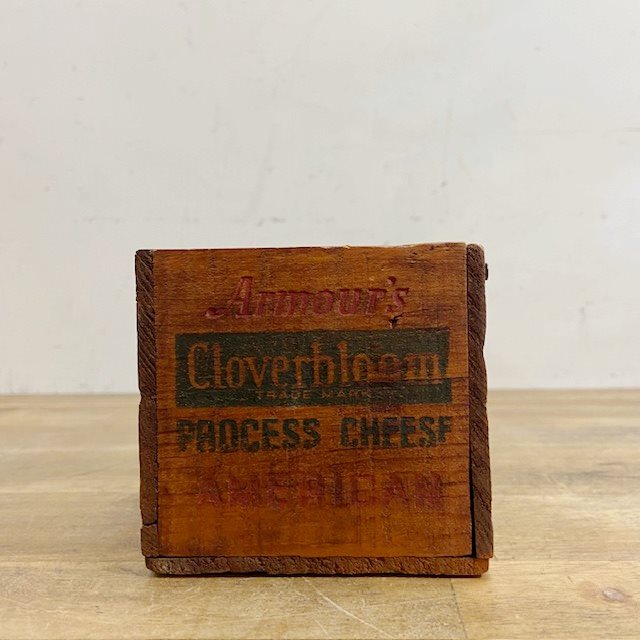 Armour's
Cloverbloom
TRADE MARK
PROCESS CHEESE
AMERICAN